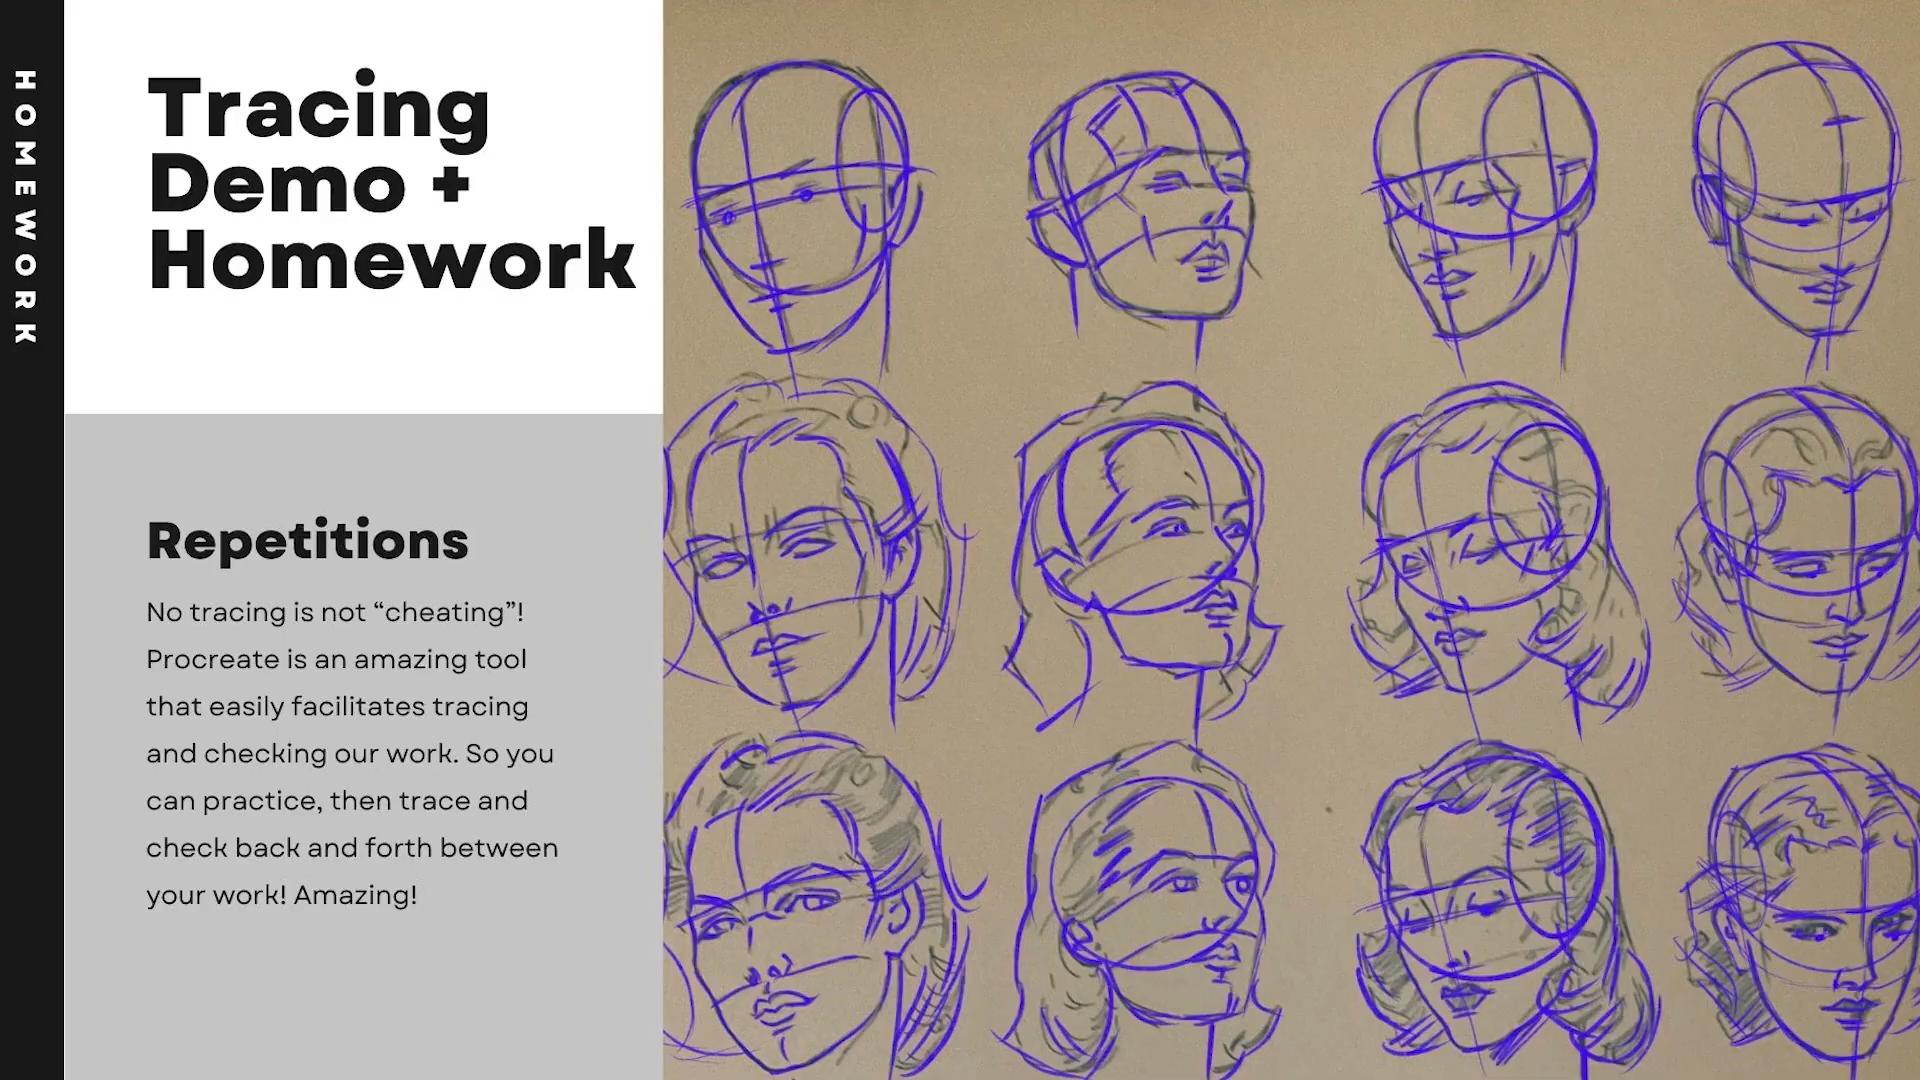 HOMEWORK
Tracing
Demo +
Homework
Repetitions
No tracing is not “cheating”!
Procreate is an amazing tool
that easily facilitates tracing
and checking our work. So you
can practice, then trace and
check back and forth between
your work! Amazing!